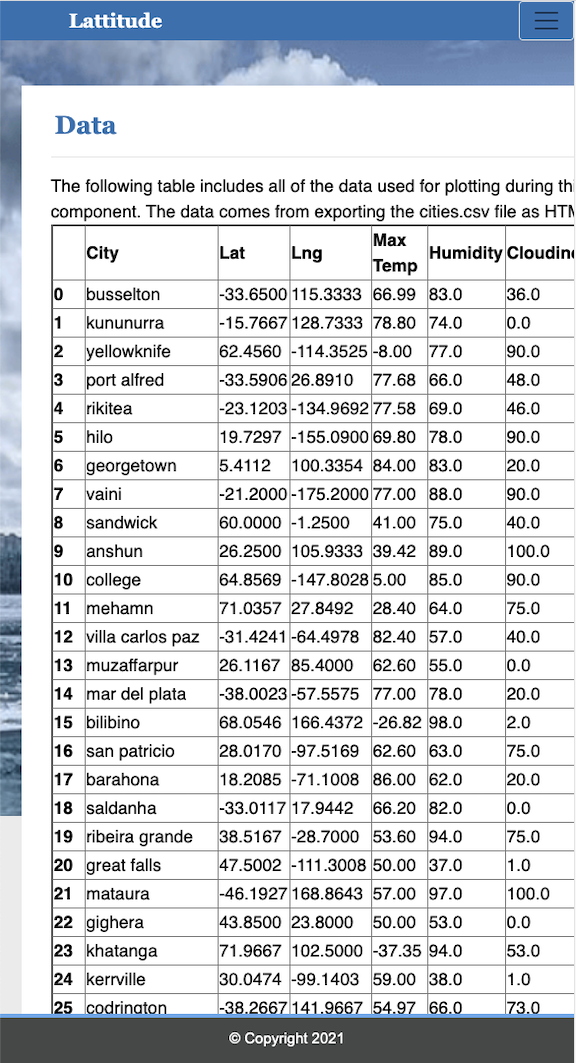 Lattitude
Data
The following table includes all of the data used for plotting during
component. The data comes from exporting the cities.csv file as
City Lat Lng Max Temp Humidity
0 busselton -33.6500 115.3333 66.99 83.0 36.0
1 kununurra -15.7667 128.7333 78.80 74.0 0.0
2 yellowknife 62.4560 -114.3525 -8.00 77.0 90.0
3 port alfred -33.5906 26.8910 77.68 66.0 48.0
4 rikitea -23.1203 -134.9692 77.58 69.0 46.0
5 hilo 19.7297 -155.0900 69.80 78.0 90.0
6 georgetown 5.4112 100.3354 84.00 83.0 20.0
7 vaini -21.2000 -175.2000 77.00 88.0 90.0
8 sandwick 60.0000 -1.2500 41.00 75.0 40.0
9 anshun 26.2500 105.9333 39.42 89.0 100.0
10 college 64.8569 -147.8028 5.00 85.0 90.0
11 mehamn 71.0357 27.8492 28.40 64.0 75.0
12 villa carlos paz -31.4241 -64.4978 82.40 57.0 40.0
13 muzaffarpur 26.1167 85.4000 62.60 55.0 0.0
14 mar del plata -38.0023 -57.5575 77.00 78.0 20.0
15 bilibino 68.0546 166.4372 -26.82 98.0 2.0
16 san patricio 28.0170 -97.5169 62.60 63.0 75.0
17 barahona 18.2085 -71.1008 86.00 62.0 20.0
18 saldanha -33.0117 17.9442 66.20 82.0 0.0
19 ribeira grande 38.5167 -28.7000 53.60 94.0 75.0
20 great falls 47.5002 -111.3008 50.00 37.0 1.0
21 mataura -46.1927 168.8643 57.00 97.0 100.0
22 gighera 43.8500 23.8000 50.00 53.0 0.0
23 khatanga 71.9667 102.5000 -37.35 94.0 53.0
24 kerrville 30.0474 -99.1403 59.00 38.0 1.0
25 codrington -38.2667 141.9667 54.97 66.0 73.0
© Copyright 2021